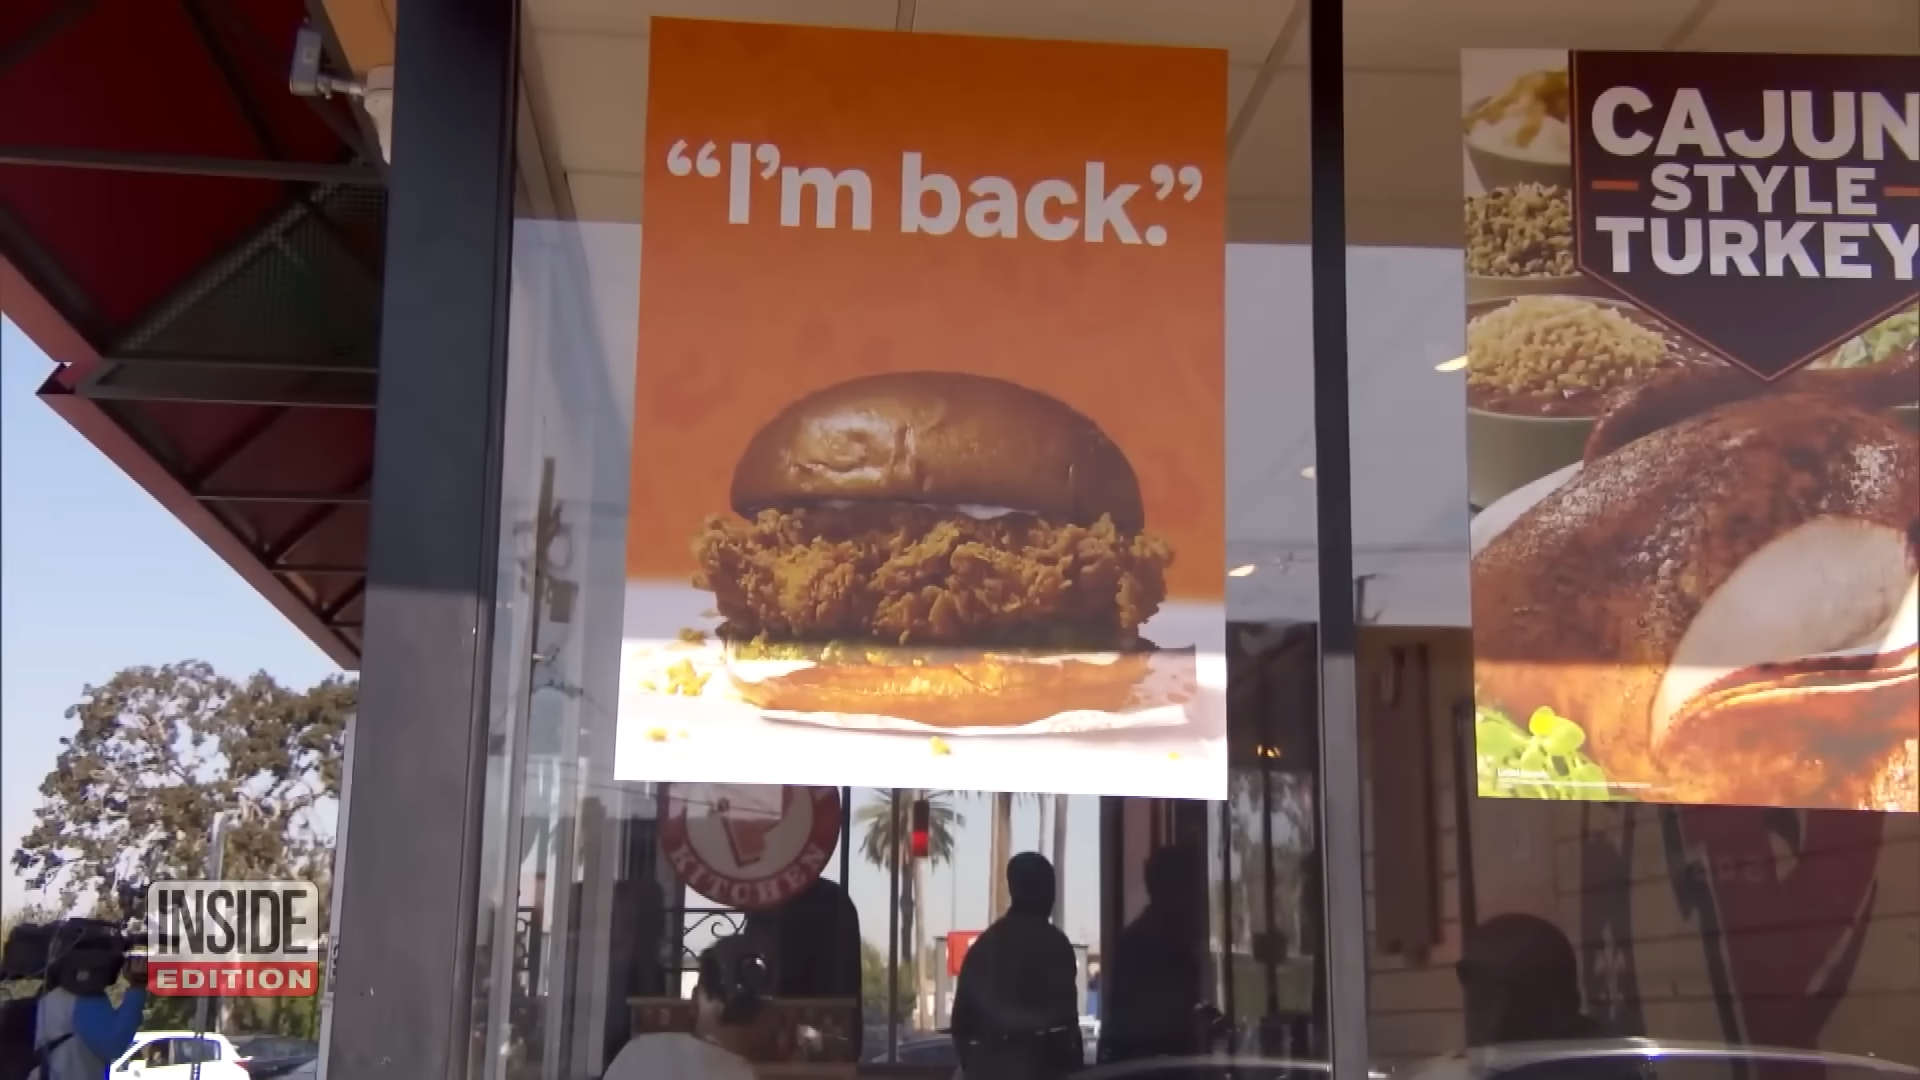 “I’m back.”
CAJUN
STYLE
TURKEY
KITCHEN
INSIDE
EDITION